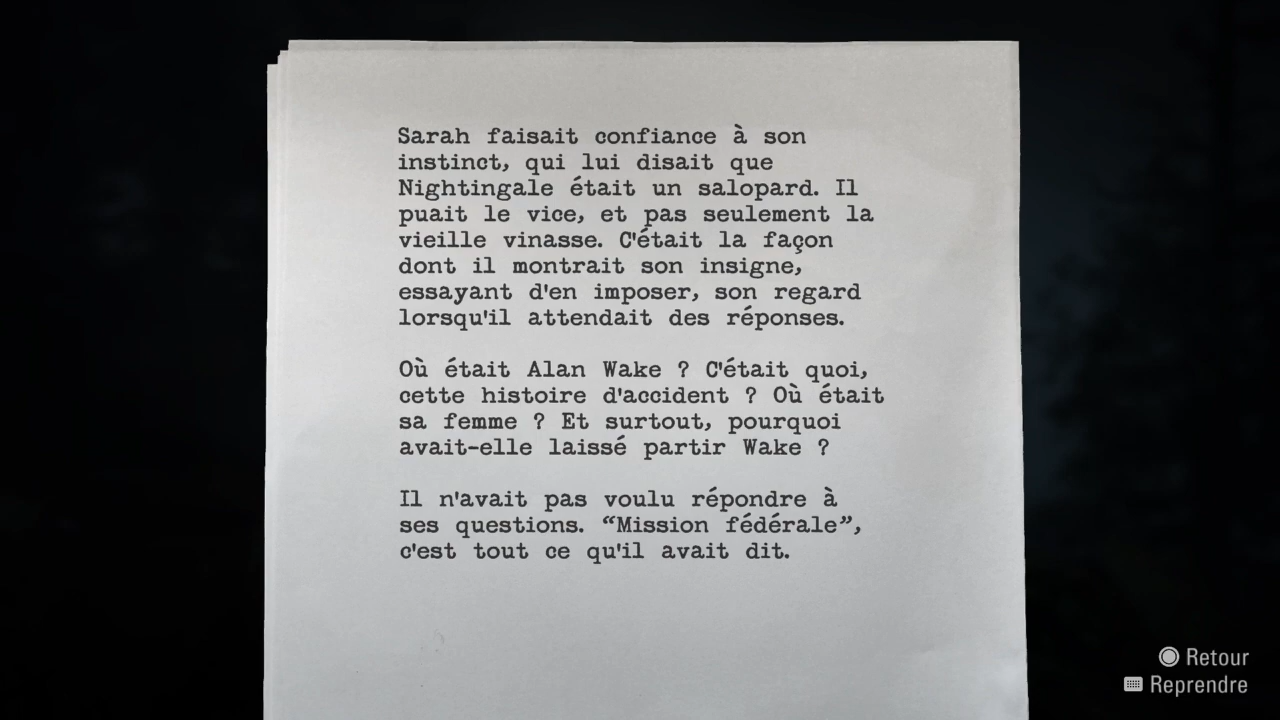 Sarah faisait confiance à son
instinct, qui lui disait que
Nightingale était un salopard. Il
puait le vice, et pas seulement la
vieille vinasse. C'était la façon
dont il montrait son insigne,
essayant d'en imposer, son regard
lorsqu'il attendait des réponses.
Où était Alan Wake ? C'était quoi,
cette histoire d'accident ? Où était
sa femme ? Et surtout, pourquoi
avait-elle laissé partir Wake ?
Il n'avait pas voulu répondre à
ses questions. “Mission fédérale”,
c'est tout ce qu'il avait dit.
Retour
Reprendre